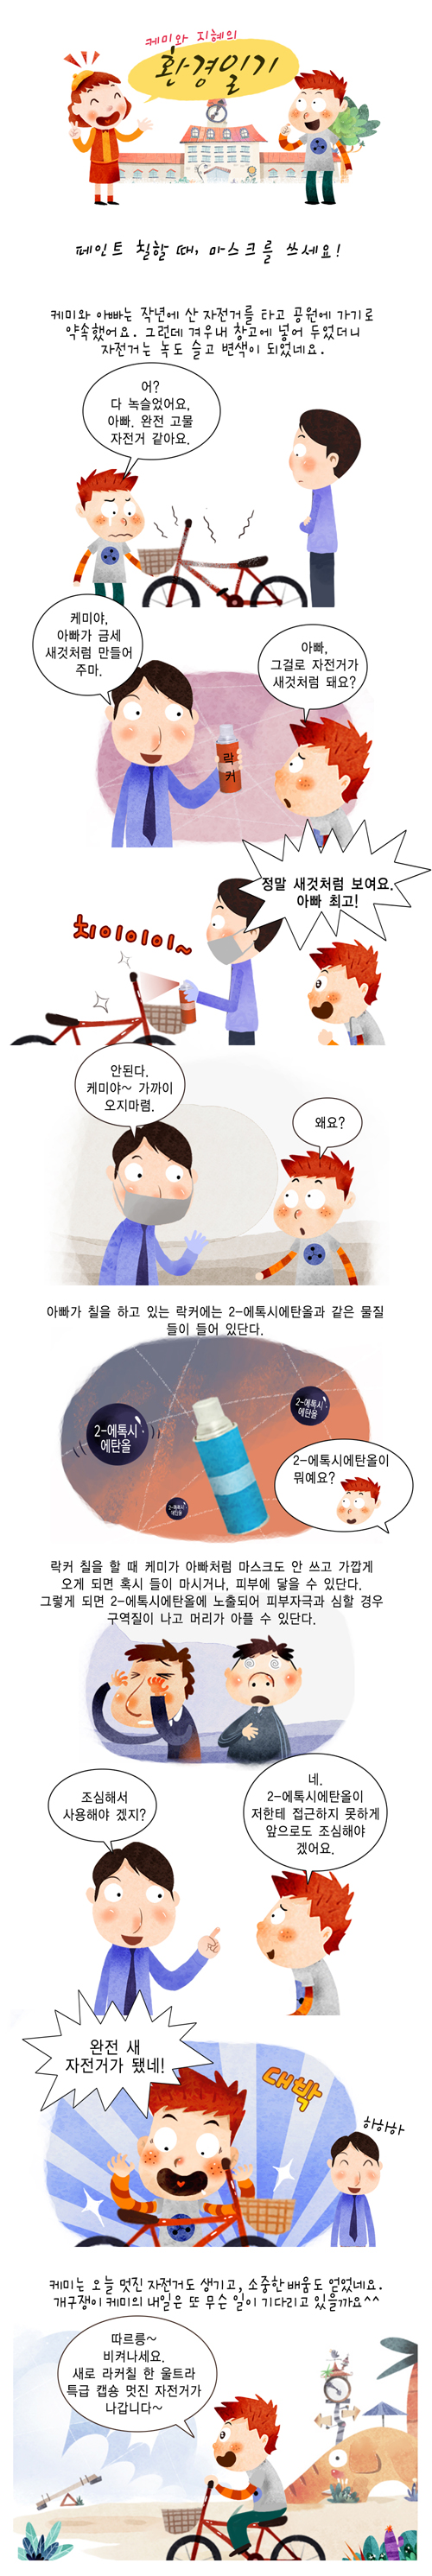 케미와 지혜의
환경일기
페인트 칠할 때, 마스크를 쓰세요!
케미와 아빠는 작년에 산 자전거를 타고 공원에 가기로
약속했어요. 그런데 겨우내 창고에 넣어 두었더니
자전거는 녹도 슬고 변색이 되었네요.
어?
다 녹슬었어요,
아빠. 완전 고물
자전거 같아요.
케미야,
아빠가 금세
새것처럼 만들어
주마.
아빠,
그걸로 자전거가
새것처럼 돼요?
락
커
정말 새것처럼 보여요.
아빠 최고!
치이이이이~
안된다.
케미야~ 가까이
오지마렴.
왜요?
아빠가 칠을 하고 있는 락커에는 2-에톡시에탄올과 같은 물질
들이 들어 있단다.
2-에톡시
에탄올
2-에톡시
에탄올
2-에톡시
에탄올
2-에톡시에탄올이
뭐예요?
락커 칠을 할 때 케미가 아빠처럼 마스크도 안 쓰고 가깝게
오게 되면 혹시 들이 마시거나, 피부에 닿을 수 있단다.
그렇게 되면 2-에톡시에탄올에 노출되어 피부자극과 심할 경우
구역질이 나고 머리가 아플 수 있단다.
조심해서
사용해야 겠지?
네.
2-에톡시에탄올이
저한테 접근하지 못하게
앞으로도 조심해야
겠어요.
완전 새
자전거가 됐네!
대박
하하하
케미는 오늘 멋진 자전거도 생기고, 소중한 배움도 얻었네요.
개구쟁이 케미의 내일은 또 무슨 일이 기다리고 있을까요^^
따르릉~
비켜나세요.
새로 라커칠 한 울트라
특급 캡숑 멋진 자전거가
나갑니다~